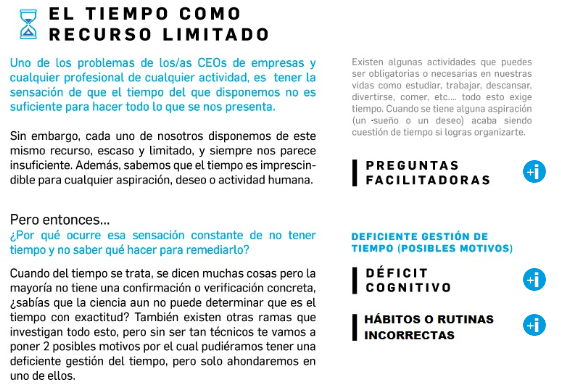 EL TIEMPO COMO
RECURSO LIMITADO
Uno de los problemas de los/as CEOs de empresas y
cualquier profesional de cualquier actividad, es tener la
sensación de que el tiempo del que disponemos no es
suficiente para hacer todo lo que se nos presenta.
Sin embargo, cada uno de nosotros disponemos de este
mismo recurso, escaso y limitado, y siempre nos parece
insuficiente. Además, sabemos que el tiempo es imprescin-
dible para cualquier aspiración, deseo o actividad humana.
Pero entonces...
¿Por qué ocurre esa sensación constante de no tener
tiempo y no saber qué hacer para remediarlo?
Cuando del tiempo se trata, se dicen muchas cosas pero la
mayoría no tiene una confirmación o verificación concreta,
¿sabías que la ciencia aun no puede determinar que es el
tiempo con exactitud? También existen otras ramas que
investigan todo esto, pero sin ser tan técnicos te vamos a
poner 2 posibles motivos por el cual pudiéramos tener una
deficiente gestión del tiempo, pero solo ahondaremos en
uno de ellos.
Existen algunas actividades que puedes
ser obligatorias o necesarias en nuestras
vidas como estudiar, trabajar, descansar,
divertirse, comer, etc.... todo esto exige
tiempo. Cuando se tiene alguna aspiración
(un -sueño o un deseo) acaba siendo
cuestión de tiempo si logras organizarte.
PREGUNTAS
FACILITADORAS
+i
DEFICIENTE GESTIÓN DE
TIEMPO (POSIBLES MOTIVOS)
DÉFICIT
COGNITIVO
+i
HÁBITOS O RUTINAS
INCORRECTAS
+i